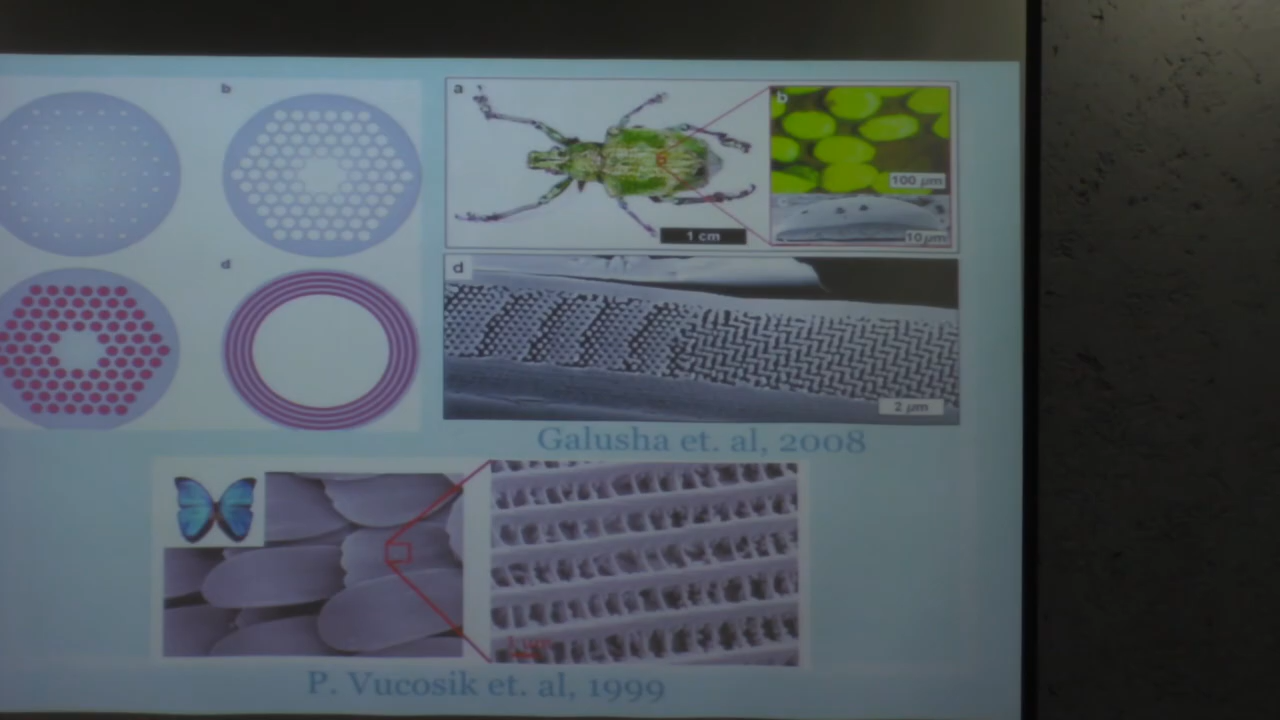 b
d
a
b
100 µm
c
10 µm
1 cm
d
2 µm
Galusha et. al, 2008
P. Vucosik et. al, 1999